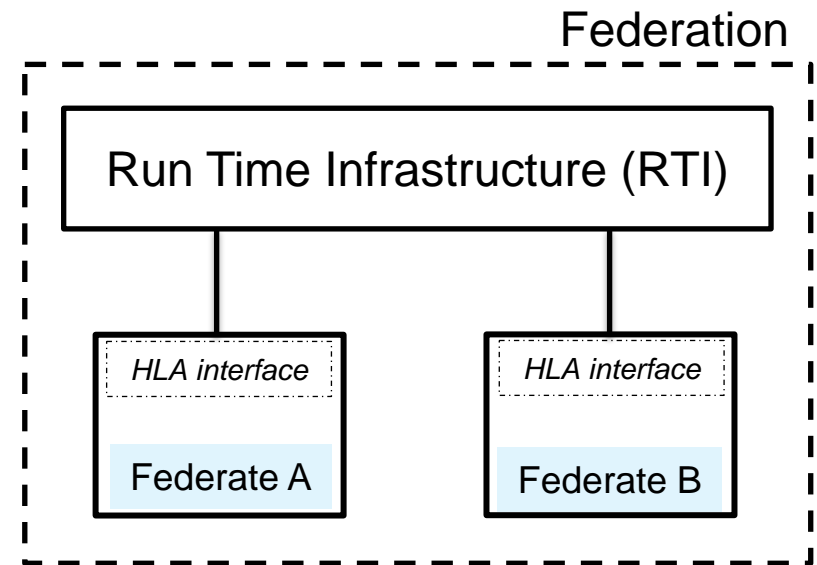 Federation
Run Time Infrastructure (RTI)
HLA interface
HLA interface
Federate A
Federate B